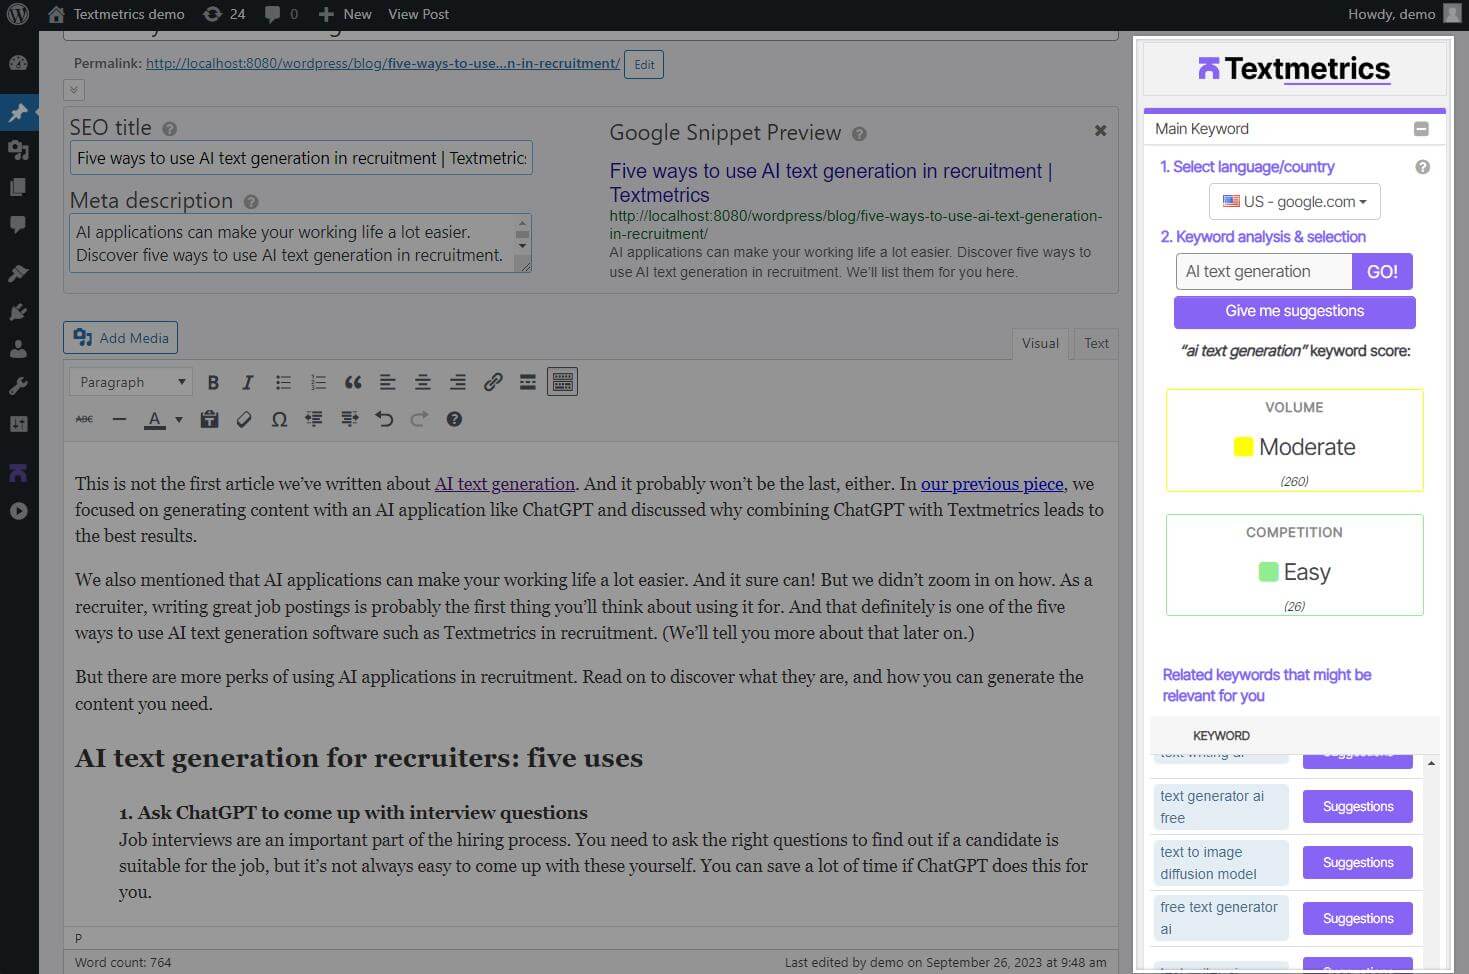 Textmetrics demo 24 0 New View Post Howdy, demo
Permalink: http://localhost:8080/wordpress/blog/five-ways-to-use...n-in-recruitment/ Edit
SEO title
Five ways to use AI text generation in recruitment | Textmetric
Meta description
AI applications can make your working life a lot easier.
Discover five ways to use AI text generation in recruitment.
Google Snippet Preview
Five ways to use AI text generation in recruitment |
Textmetrics
http://localhost:8080/wordpress/blog/five-ways-to-use-ai-text-generation-
in-recruitment/
AI applications can make your working life a lot easier. Discover five ways to
use AI text generation in recruitment. We'll list them for you here.
Add Media
Visual Text
Paragraph
B I
ABC A
This is not the first article we've written about AI text generation. And it probably won't be the last, either. In our previous piece, we
focused on generating content with an AI application like ChatGPT and discussed why combining ChatGPT with Textmetrics leads to
the best results.
We also mentioned that AI applications can make your working life a lot easier. And it sure can! But we didn't zoom in on how. As a
recruiter, writing great job postings is probably the first thing you'll think about using it for. And that definitely is one of the five
ways to use AI text generation software such as Textmetrics in recruitment. (We'll tell you more about that later on.)
But there are more perks of using AI applications in recruitment. Read on to discover what they are, and how you can generate the
content you need.
AI text generation for recruiters: five uses
1. Ask ChatGPT to come up with interview questions
Job interviews are an important part of the hiring process. You need to ask the right questions to find out if a candidate is
suitable for the job, but it's not always easy to come up with these yourself. You can save a lot of time if ChatGPT does this for
you.
P
Word count: 764
Last edited by demo on September 26, 2023 at 9:48 am
Textmetrics
Main Keyword
1. Select language/country
US - google.com
2. Keyword analysis & selection
AI text generation GO!
Give me suggestions
"ai text generation" keyword score:
VOLUME
Moderate
(260)
COMPETITION
Easy
(26)
Related keywords that might be
relevant for you
KEYWORD
text generator ai
free
Suggestions
text to image
diffusion model
Suggestions
free text generator
ai
Suggestions